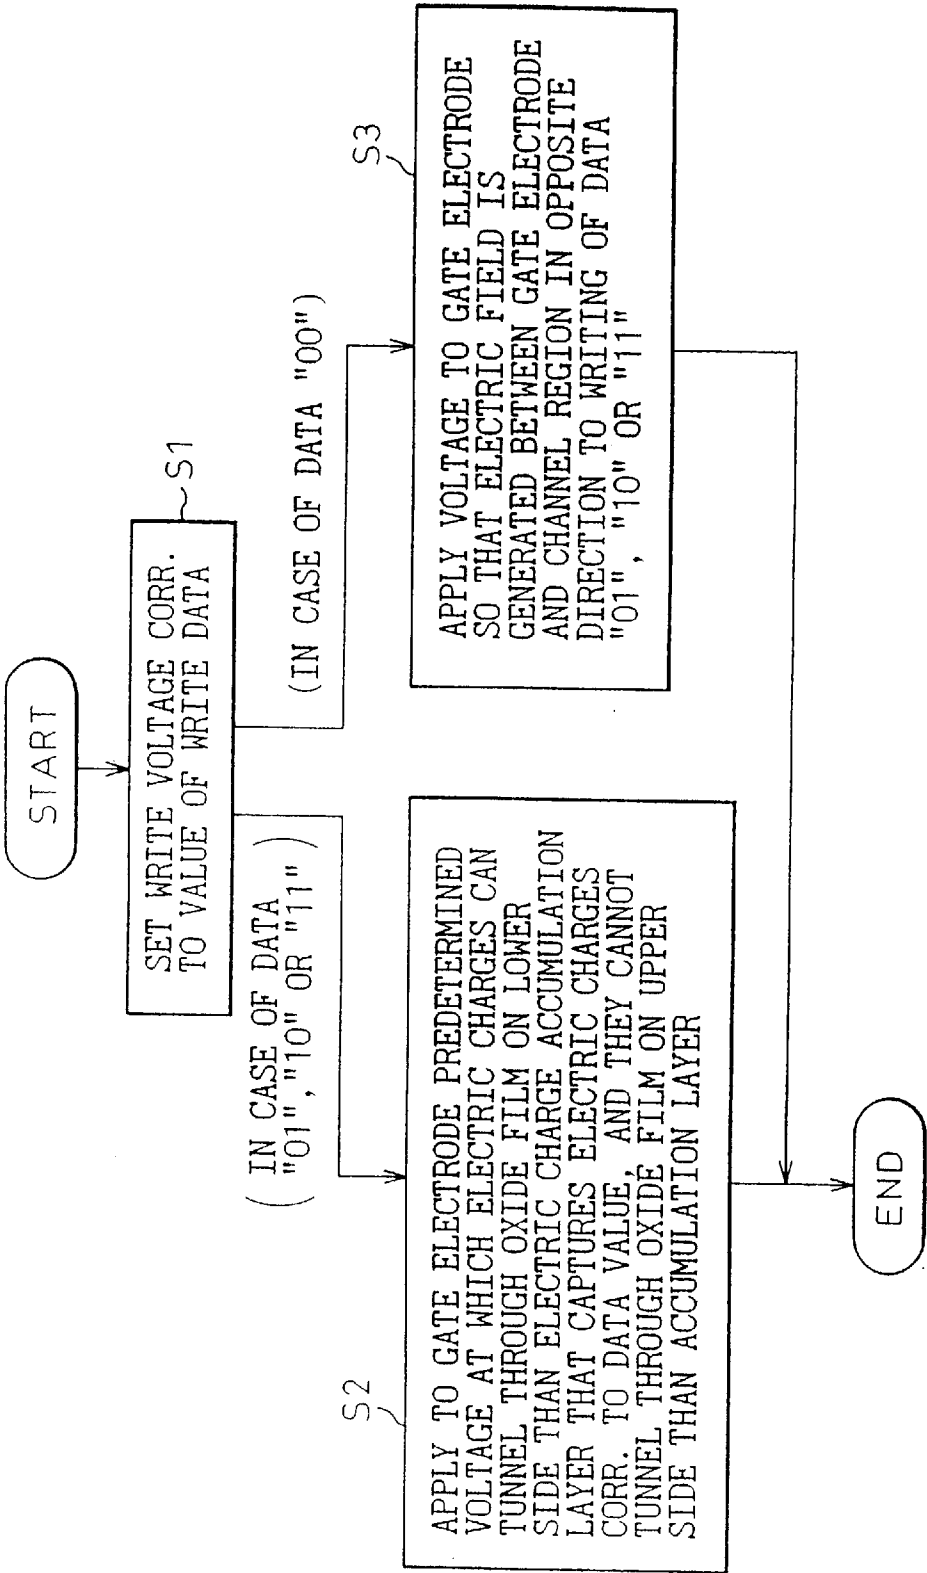 START
SET WRITE VOLTAGE CORR.
TO VALUE OF WRITE DATA
S1
(IN CASE OF DATA
"01","10" OR "11")
(IN CASE OF DATA "00")
S2
APPLY TO GATE ELECTRODE PREDETERMINED
VOLTAGE AT WHICH ELECTRIC CHARGES CAN
TUNNEL THROUGH OXIDE FILM ON LOWER
SIDE THAN ELECTRIC CHARGE ACCUMULATION
LAYER THAT CAPTURES ELECTRIC CHARGES
CORR. TO DATA VALUE, AND THEY CANNOT
TUNNEL THROUGH OXIDE FILM ON UPPER
SIDE THAN ACCUMULATION LAYER
S3
APPLY VOLTAGE TO GATE ELECTRODE
SO THAT ELECTRIC FIELD IS
GENERATED BETWEEN GATE ELECTRODE
AND CHANNEL REGION IN OPPOSITE
DIRECTION TO WRITING OF DATA
"01", "10" OR "11"
END